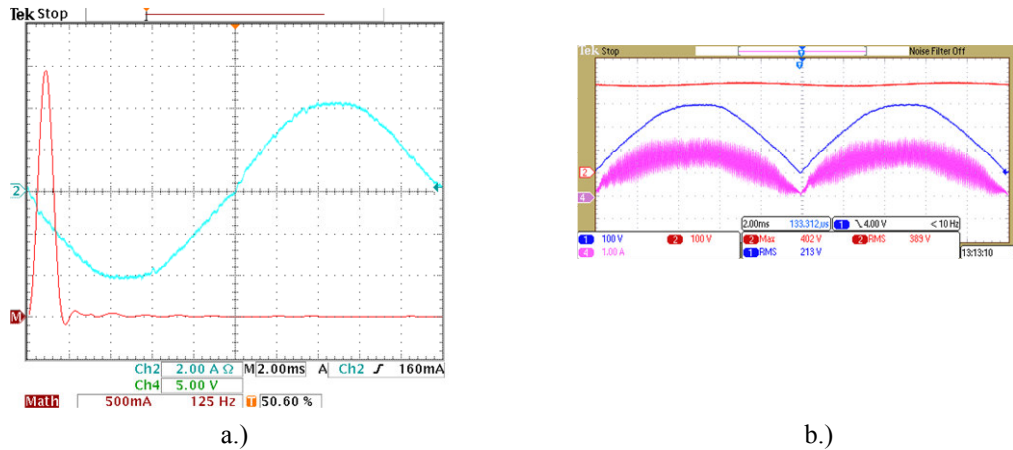 Tek Stop
2
M
Ch2 2.00 A Ω M 2.00ms A Ch2 ʃ 160mA
Ch4 5.00 V
Math 500mA 125 Hz T 50.60 %
a.)
Tek Stop Noise Filter Off
2
4
2.00ms 133.312µs 1 \ 4.00 V < 10 Hz
1 100 V 2 100 V 2 Max 402 V 2 RMS 389 V
4 1.00 A 1 RMS 213 V 13:13:10
b.)